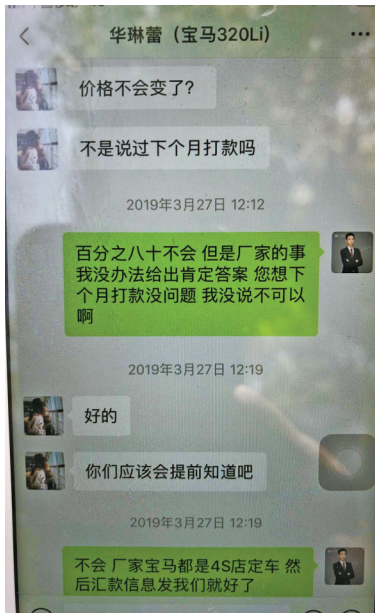 华琳蕾（宝马320Li）
价格不会变了?
不是说过下个月打款吗
2019年3月27日 12:12
百分之八十不会 但是厂家的事
我没办法给出肯定答案 您想下
个月打款没问题 我没说不可以
啊
2019年3月27日 12:19
好的
你们应该会提前知道吧
2019年3月27日 12:19
不会 厂家宝马都是4S店定车 然
后汇款信息发我们就好了